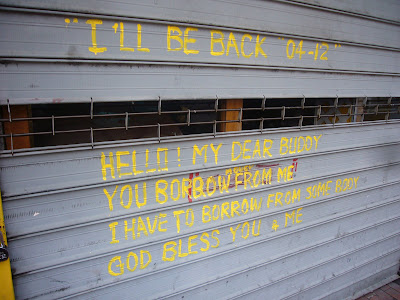 "I'LL BE BACK 04-12"
HELLO! MY DEAR BUDDY
YOU BORROW FROM ME
I HAVE TO BORROW FROM SOME BODY
GOD BLESS YOU & ME